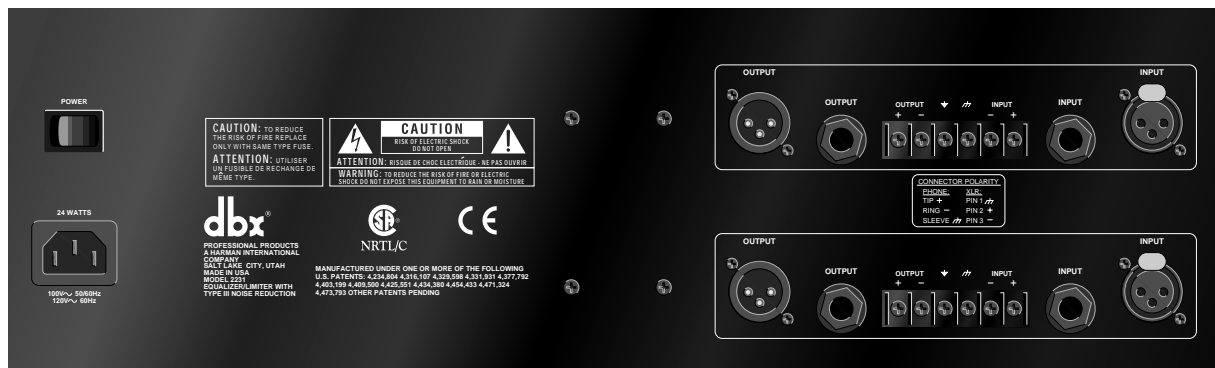 POWER
24 WATTS
100V 50/60Hz
120V 60Hz
CAUTION: TO REDUCE
THE RISK OF FIRE REPLACE
ONLY WITH SAME TYPE FUSE.
ATTENTION: UTILISER
UN FUSIBLE DE RECHANGE DE
MÊME TYPE.
CAUTION
RISK OF ELECTRIC SHOCK
DO NOT OPEN
ATTENTION: RISQUE DE CHOC ELECTRIQUE - NE PAS OUVRIR
WARNING: TO REDUCE THE RISK OF FIRE OR ELECTRIC
SHOCK DO NOT EXPOSE THIS EQUIPMENT TO RAIN OR MOISTURE
dbx®
PROFESSIONAL PRODUCTS
A HARMAN INTERNATIONAL
COMPANY
SALT LAKE CITY, UTAH
MADE IN USA
MODEL 2231
EQUALIZER/LIMITER WITH
TYPE III NOISE REDUCTION
SA®
NRTL/C
CE
MANUFACTURED UNDER ONE OR MORE OF THE FOLLOWING
U.S. PATENTS: 4,234,804 4,316,107 4,329,598 4,331,931 4,377,792
4,403,199 4,409,500 4,425,551 4,434,380 4,454,433 4,471,324
4,473,793 OTHER PATENTS PENDING
OUTPUT
OUTPUT
OUTPUT INPUT
+ − − +
INPUT
INPUT
CONNECTOR POLARITY
PHONE: XLR:
TIP + PIN 1
RING − PIN 2 +
SLEEVE PIN 3 −
OUTPUT
OUTPUT
OUTPUT INPUT
+ − − +
INPUT
INPUT